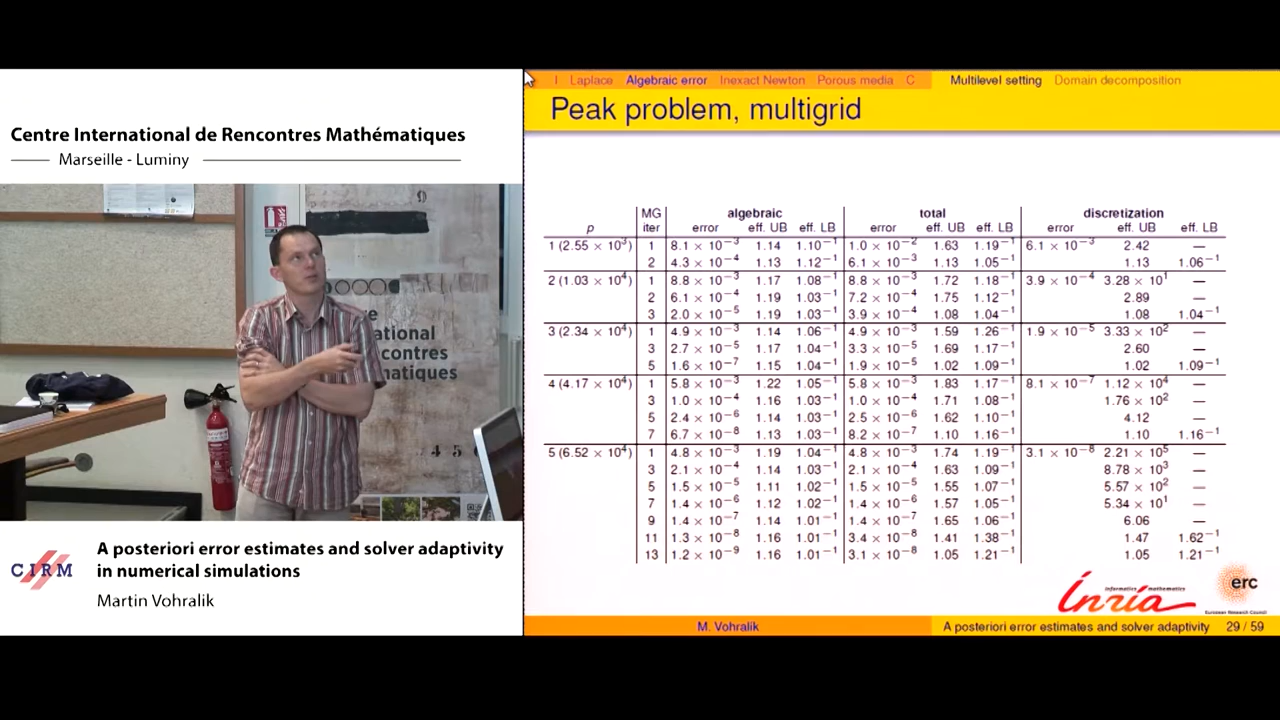 Centre International de Rencontres Mathématiques
Marseille - Luminy
A posteriori error estimates and solver adaptivity
in numerical simulations
Martin Vohralik
CIRM
I Laplace Algebraic error Inexact Newton Porous media C Multilevel setting Domain decomposition
Peak problem, multigrid
MG algebraic total discretization
p iter error eff. UB eff. LB error eff. UB eff. LB error eff. UB eff. LB
1 (2.55 × 10³) 1 8.1 × 10⁻³ 1.14 1.10⁻¹ 1.0 × 10⁻² 1.63 1.19⁻¹ 6.1 × 10⁻³ 2.42 —
2 4.3 × 10⁻⁴ 1.13 1.12⁻¹ 6.1 × 10⁻³ 1.13 1.05⁻¹ 1.13 1.06⁻¹
2 (1.03 × 10⁴) 1 8.8 × 10⁻³ 1.17 1.08⁻¹ 8.8 × 10⁻³ 1.72 1.18⁻¹ 3.9 × 10⁻⁴ 3.28 × 10¹ —
2 6.1 × 10⁻⁴ 1.19 1.03⁻¹ 7.2 × 10⁻⁴ 1.75 1.12⁻¹ 2.89 —
3 2.0 × 10⁻⁵ 1.19 1.03⁻¹ 3.9 × 10⁻⁴ 1.08 1.04⁻¹ 1.08 1.04⁻¹
3 (2.34 × 10⁴) 1 4.9 × 10⁻³ 1.14 1.06⁻¹ 4.9 × 10⁻³ 1.59 1.26⁻¹ 1.9 × 10⁻⁵ 3.33 × 10² —
3 2.7 × 10⁻⁵ 1.17 1.04⁻¹ 3.3 × 10⁻⁵ 1.69 1.17⁻¹ 2.60 —
5 1.6 × 10⁻⁷ 1.15 1.04⁻¹ 1.9 × 10⁻⁵ 1.02 1.09⁻¹ 1.02 1.09⁻¹
4 (4.17 × 10⁴) 1 5.8 × 10⁻³ 1.22 1.05⁻¹ 5.8 × 10⁻³ 1.83 1.17⁻¹ 8.1 × 10⁻⁷ 1.12 × 10⁴ —
3 1.0 × 10⁻⁴ 1.16 1.03⁻¹ 1.0 × 10⁻⁴ 1.71 1.08⁻¹ 1.76 × 10² —
5 2.4 × 10⁻⁶ 1.14 1.03⁻¹ 2.5 × 10⁻⁶ 1.62 1.10⁻¹ 4.12 —
7 6.7 × 10⁻⁸ 1.13 1.03⁻¹ 8.2 × 10⁻⁷ 1.10 1.16⁻¹ 1.10 1.16⁻¹
5 (6.52 × 10⁴) 1 4.8 × 10⁻³ 1.19 1.04⁻¹ 4.8 × 10⁻³ 1.74 1.19⁻¹ 3.1 × 10⁻⁸ 2.21 × 10⁵ —
3 2.1 × 10⁻⁴ 1.14 1.03⁻¹ 2.1 × 10⁻⁴ 1.63 1.09⁻¹ 8.78 × 10³ —
5 1.5 × 10⁻⁵ 1.11 1.02⁻¹ 1.5 × 10⁻⁵ 1.55 1.07⁻¹ 5.57 × 10² —
7 1.4 × 10⁻⁶ 1.12 1.02⁻¹ 1.4 × 10⁻⁶ 1.57 1.05⁻¹ 5.34 × 10¹ —
9 1.4 × 10⁻⁷ 1.14 1.01⁻¹ 1.4 × 10⁻⁷ 1.65 1.06⁻¹ 6.06 —
11 1.3 × 10⁻⁸ 1.16 1.01⁻¹ 3.4 × 10⁻⁸ 1.41 1.38⁻¹ 1.47 1.62⁻¹
13 1.2 × 10⁻⁹ 1.16 1.01⁻¹ 3.1 × 10⁻⁸ 1.05 1.21⁻¹ 1.05 1.21⁻¹
informatics mathematics
Inria
erc
European Research Council
M. Vohralik A posteriori error estimates and solver adaptivity 29 / 59